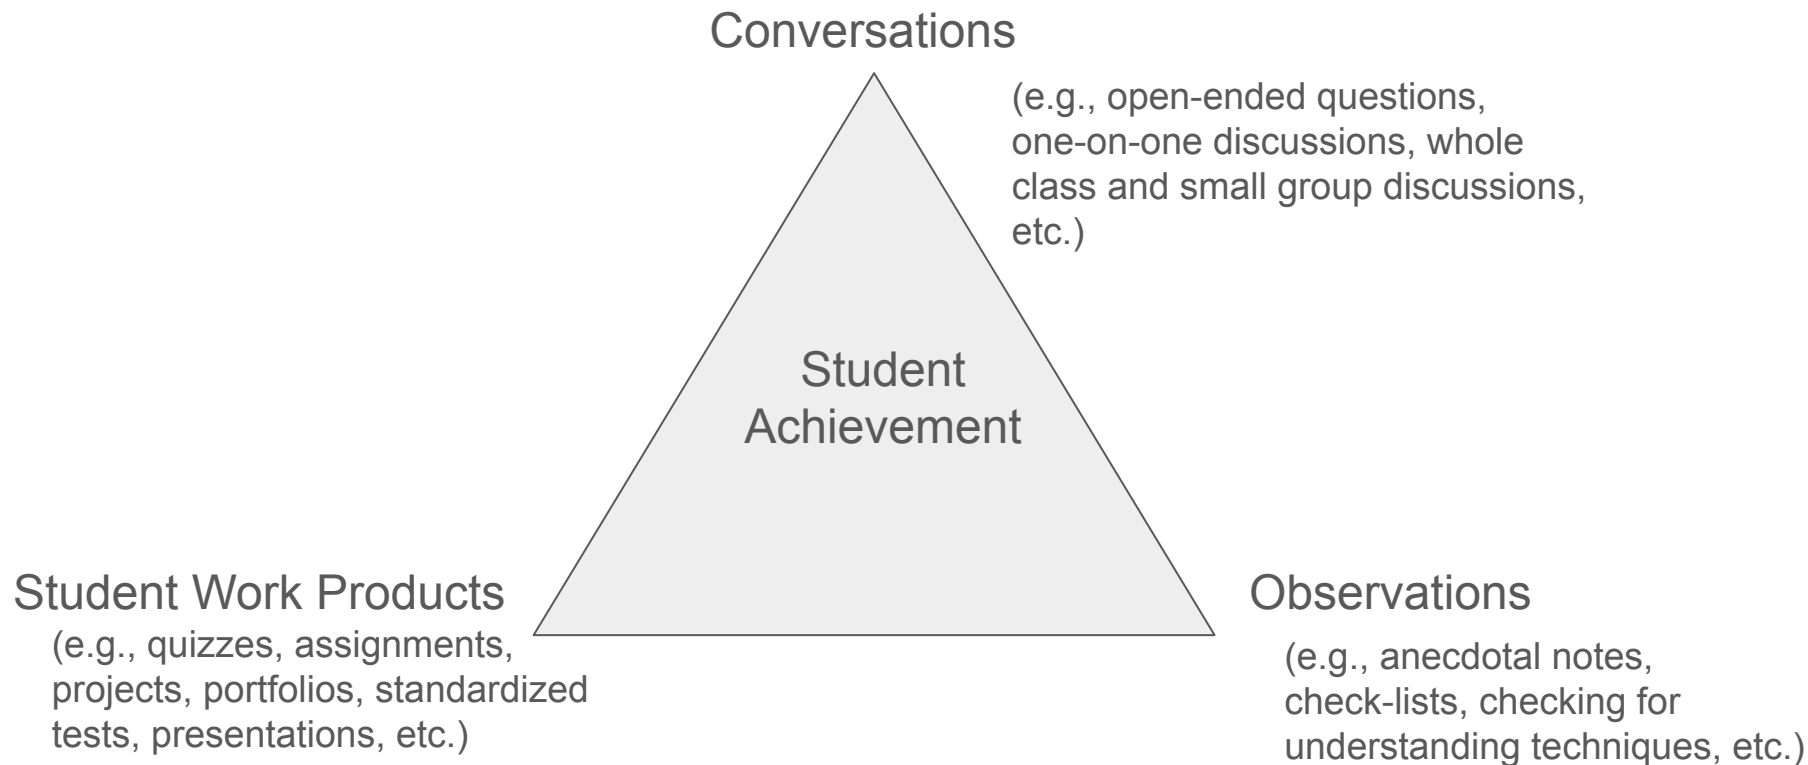 Conversations
(e.g., open-ended questions,
one-on-one discussions, whole
class and small group discussions,
etc.)
Student
Achievement
Student Work Products
(e.g., quizzes, assignments,
projects, portfolios, standardized
tests, presentations, etc.)
Observations
(e.g., anecdotal notes,
check-lists, checking for
understanding techniques, etc.)